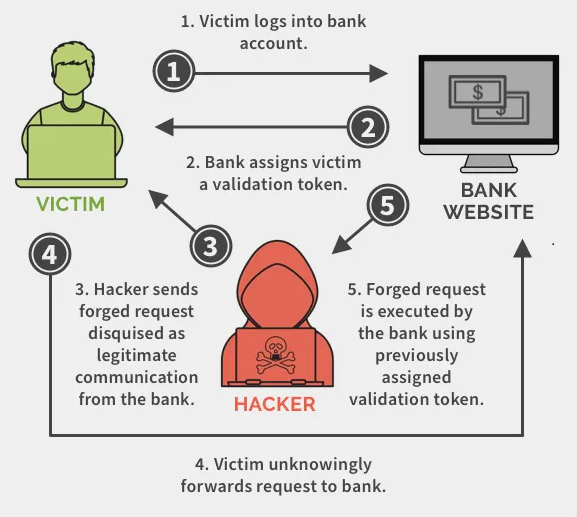 1. Victim logs into bank
account.
1
$
$
2
2. Bank assigns victim
a validation token.
VICTIM
BANK
WEBSITE
5
3
4
3. Hacker sends
forged request
disquised as
legitimate
communication
from the bank.
5. Forged request
is executed by
the bank using
previously
assigned
validation token.
HACKER
4. Victim unknowingly
forwards request to bank.